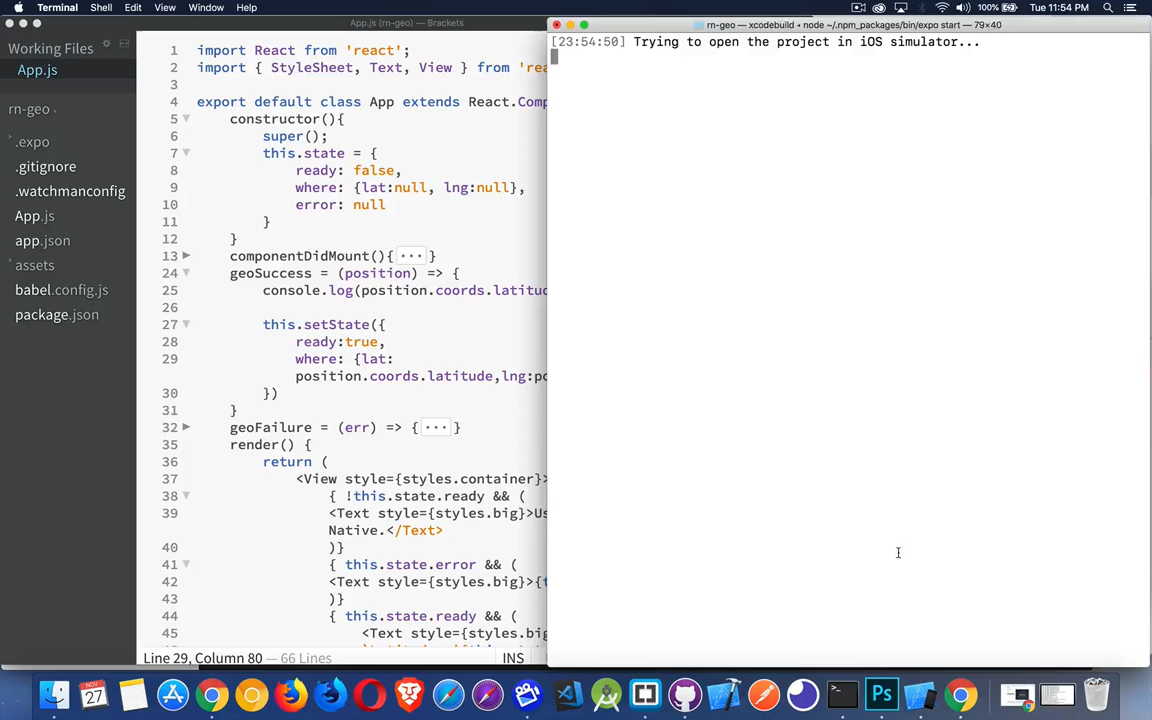 Terminal Shell Edit View Window Help
100% Tue 11:54 PM
App.js (rn-geo) — Brackets
rn-geo — xcodebuild • node ~/.npm_packages/bin/expo start — 79×40
Working Files
App.js
rn-geo
.expo
.gitignore
.watchmanconfig
App.js
app.json
assets
babel.config.js
package.json
1 import React from 'react';
2 import { StyleSheet, Text, View } from 'rea
3
4 export default class App extends React.Comp
5 constructor(){
6 super();
7 this.state = {
8 ready: false,
9 where: {lat:null, lng:null},
10 error: null
11 }
12 }
13 componentDidMount(){ ··· }
24 geoSuccess = (position) => {
25 console.log(position.coords.latitud
26
27 this.setState({
28 ready:true,
29 where: {lat:
position.coords.latitude,lng:po
30 })
31 }
32 geoFailure = (err) => { ··· }
35 render() {
36 return (
37 <View style={styles.container}>
38 { !this.state.ready && (
39 <Text style={styles.big}>Us
Native.</Text>
40 )}
41 { this.state.error && (
42 <Text style={styles.big}>{t
43 )}
44 { this.state.ready && (
45 <Text style={styles.big
Line 29, Column 80 — 66 Lines
INS
[23:54:50] Trying to open the project in iOS simulator...
NOV
27
Ps